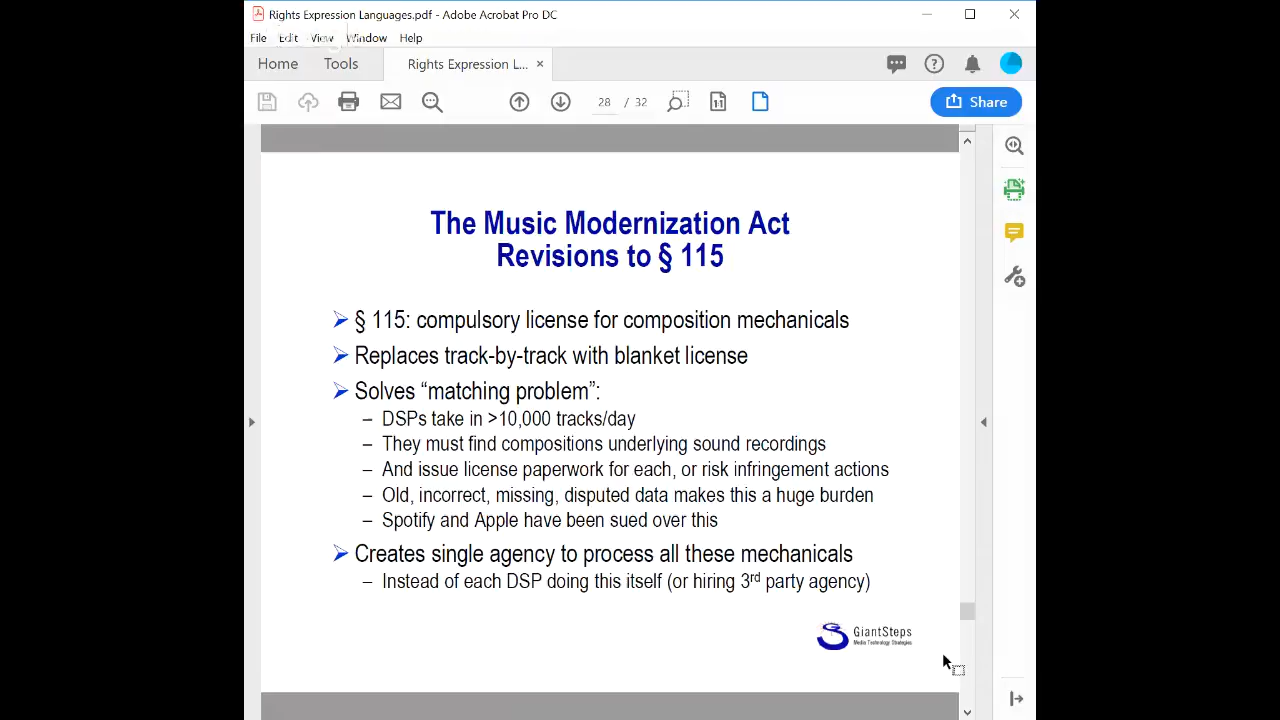 Rights Expression Languages.pdf - Adobe Acrobat Pro DC
File Edit View Window Help
Home Tools Rights Expression L... ×
28 / 32
Share
The Music Modernization Act
Revisions to § 115
§ 115: compulsory license for composition mechanicals
Replaces track-by-track with blanket license
Solves “matching problem”:
– DSPs take in >10,000 tracks/day
– They must find compositions underlying sound recordings
– And issue license paperwork for each, or risk infringement actions
– Old, incorrect, missing, disputed data makes this a huge burden
– Spotify and Apple have been sued over this
Creates single agency to process all these mechanicals
– Instead of each DSP doing this itself (or hiring 3rd party agency)
GiantSteps
Media Technology Strategies